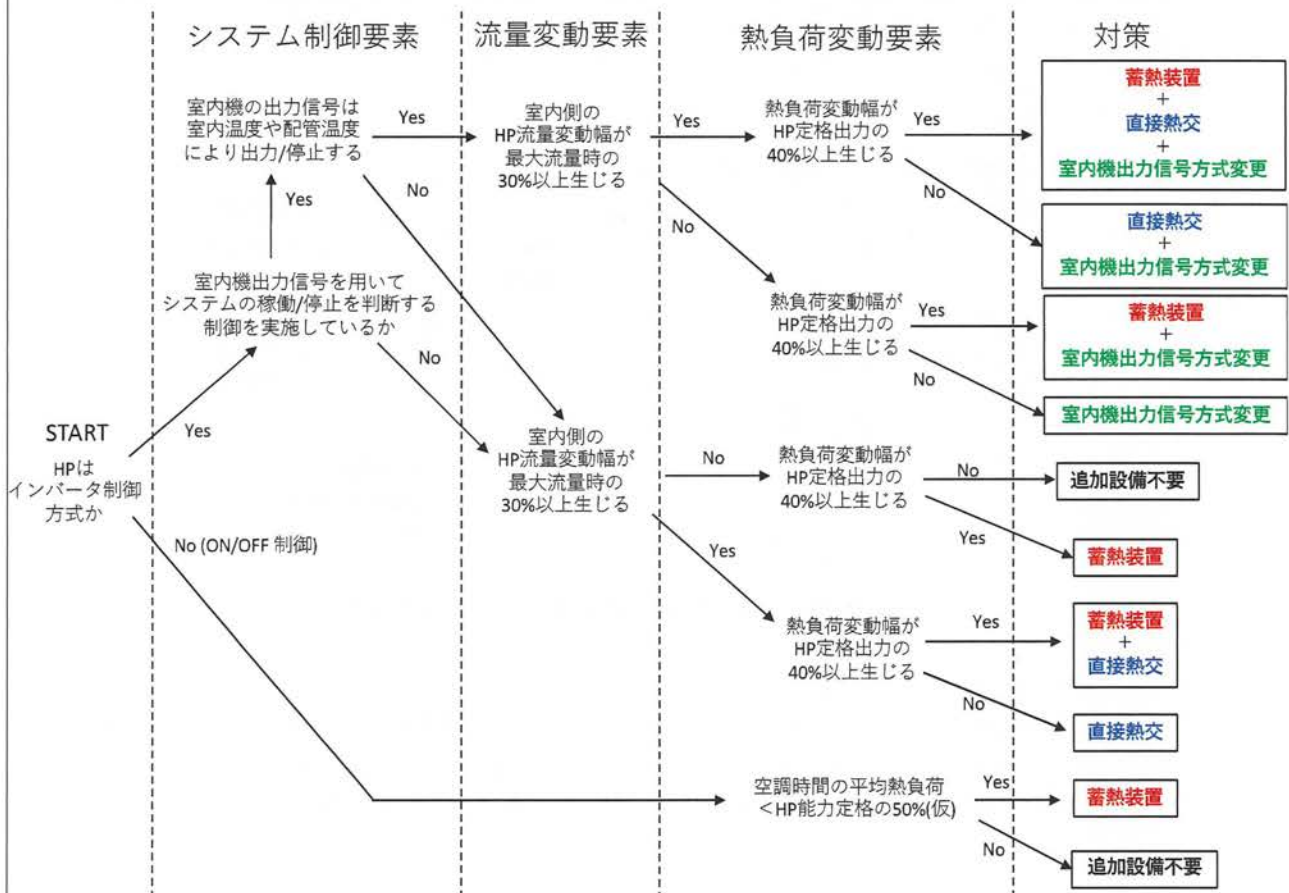 システム制御要素
流量変動要素
熱負荷変動要素
対策
室内機の出力信号は
室内温度や配管温度
により出力/停止する
Yes
No
Yes
室内機出力信号を用いて
システムの稼働/停止を判断する
制御を実施しているか
No
START
HPは
インバータ制御
方式か
Yes
No (ON/OFF 制御)
室内側の
HP流量変動幅が
最大流量時の
30%以上生じる
Yes
No
室内側の
HP流量変動幅が
最大流量時の
30%以上生じる
No
Yes
熱負荷変動幅が
HP定格出力の
40%以上生じる
Yes
No
熱負荷変動幅が
HP定格出力の
40%以上生じる
Yes
No
熱負荷変動幅が
HP定格出力の
40%以上生じる
No
Yes
熱負荷変動幅が
HP定格出力の
40%以上生じる
Yes
No
空調時間の平均熱負荷
＜HP能力定格の50%(仮)
Yes
No
蓄熱装置
+
直接熱交
+
室内機出力信号方式変更
直接熱交
+
室内機出力信号方式変更
蓄熱装置
+
室内機出力信号方式変更
室内機出力信号方式変更
追加設備不要
蓄熱装置
蓄熱装置
+
直接熱交
直接熱交
蓄熱装置
追加設備不要